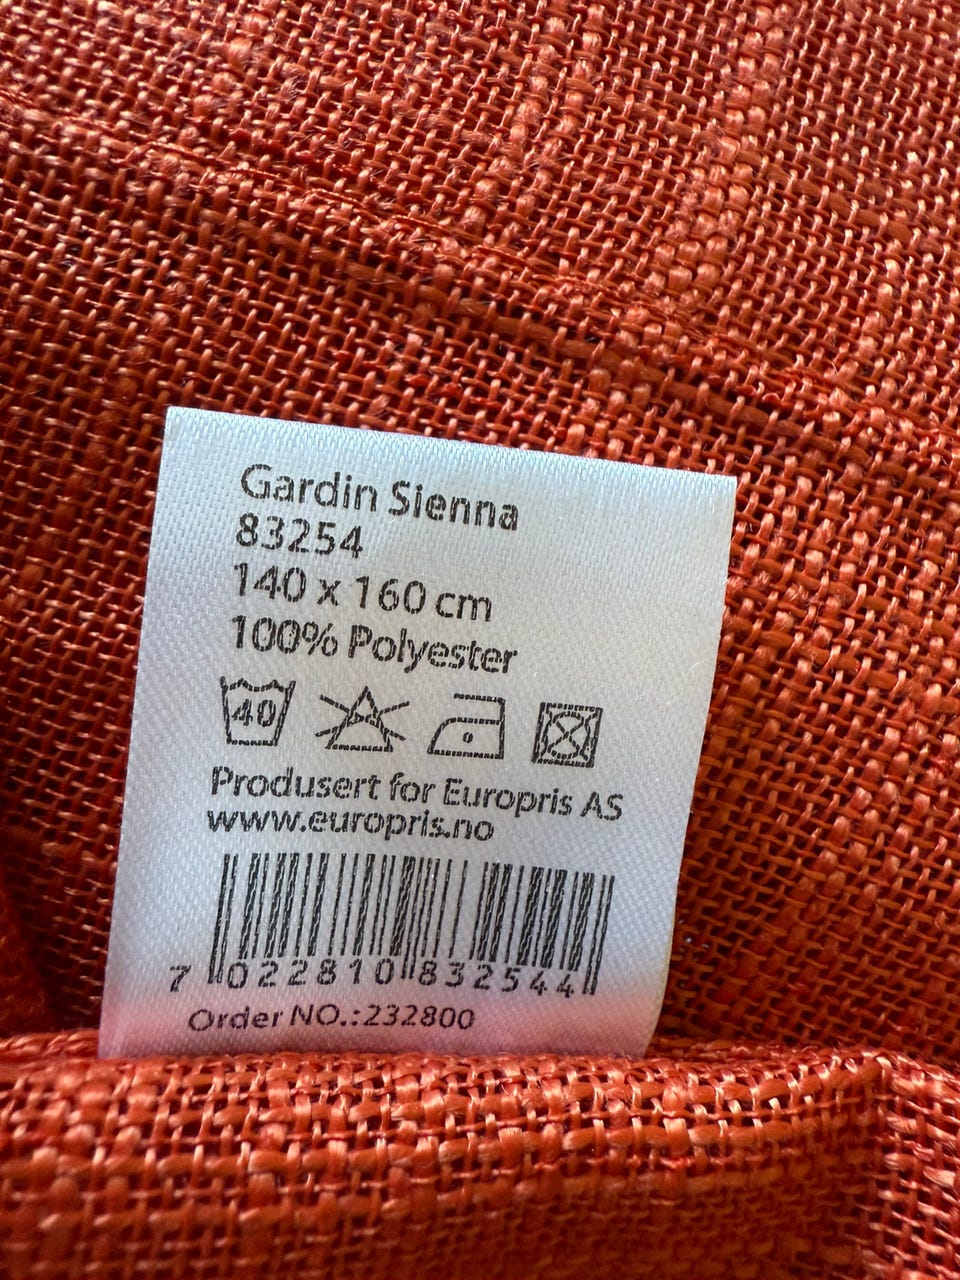 Gardin Sienna
83254
140 x 160 cm
100% Polyester
40
Produsert for Europris AS
www.europris.no
7 022810 832544
Order NO.:232800